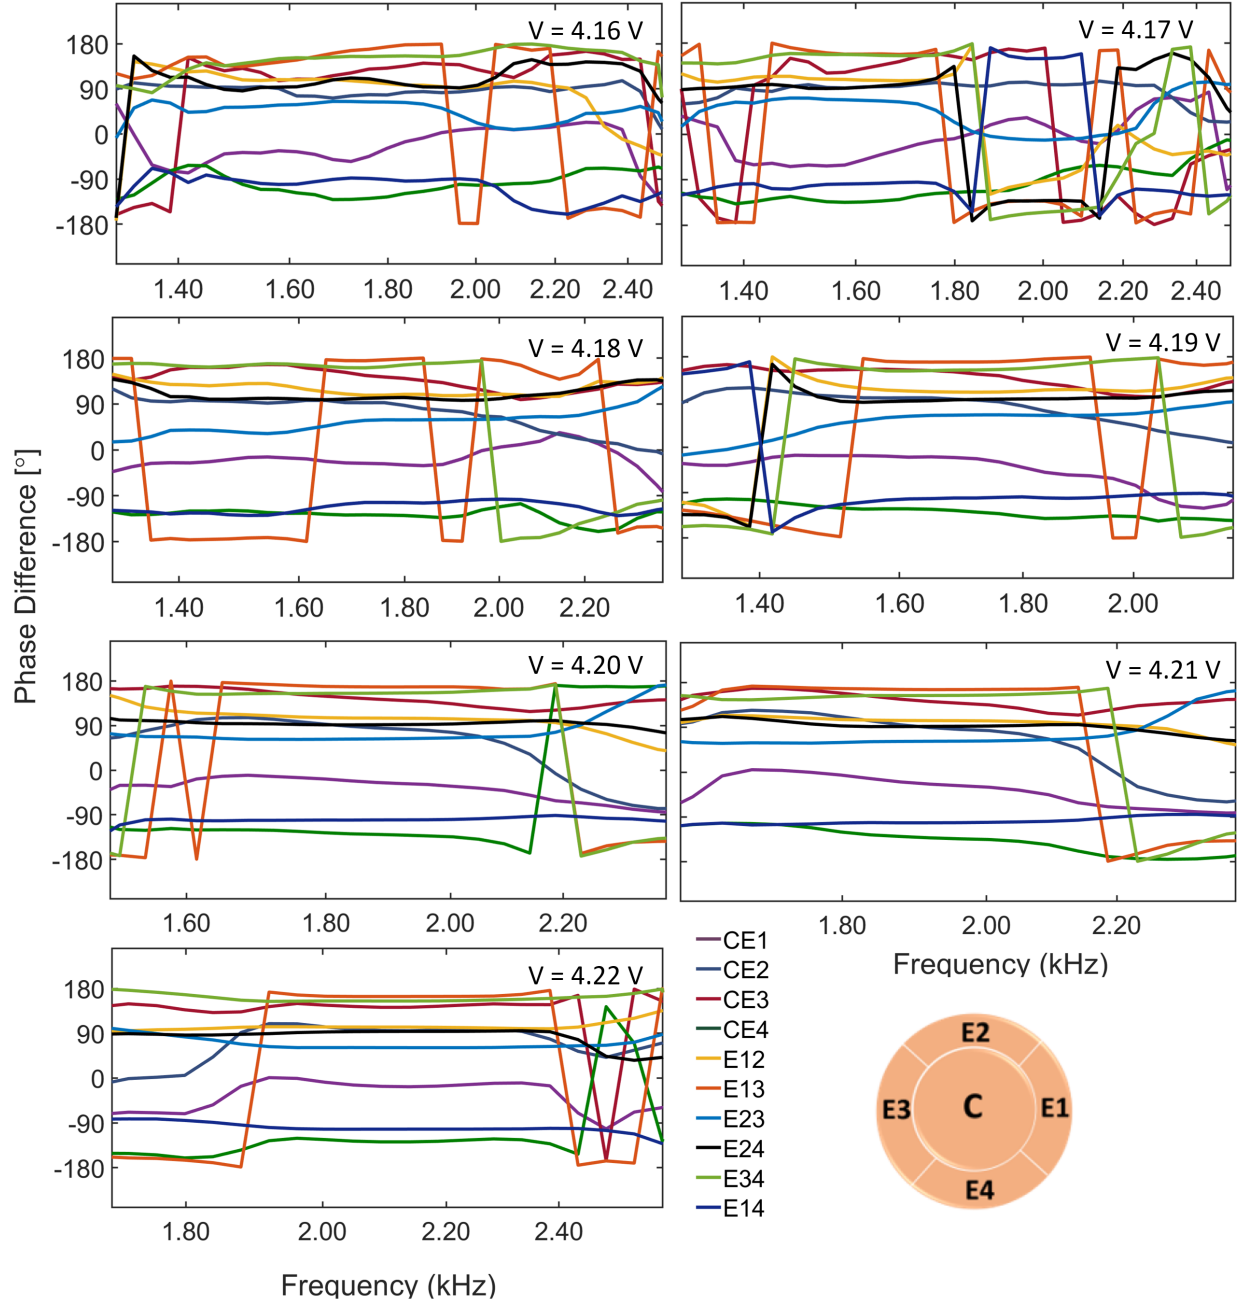 V = 4.16 V
180
90
0
-90
-180
1.40 1.60 1.80 2.00 2.20 2.40
V = 4.17 V
1.40 1.60 1.80 2.00 2.20 2.40
Phase Difference [°]
V = 4.18 V
180
90
0
-90
-180
1.40 1.60 1.80 2.00 2.20
V = 4.19 V
1.40 1.60 1.80 2.00
V = 4.20 V
180
90
0
-90
-180
1.60 1.80 2.00 2.20
V = 4.21 V
1.80 2.00 2.20
Frequency (kHz)
V = 4.22 V
180
90
0
-90
-180
1.80 2.00 2.20 2.40
Frequency (kHz)
CE1
CE2
CE3
CE4
E12
E13
E23
E24
E34
E14
E2
E3 C E1
E4